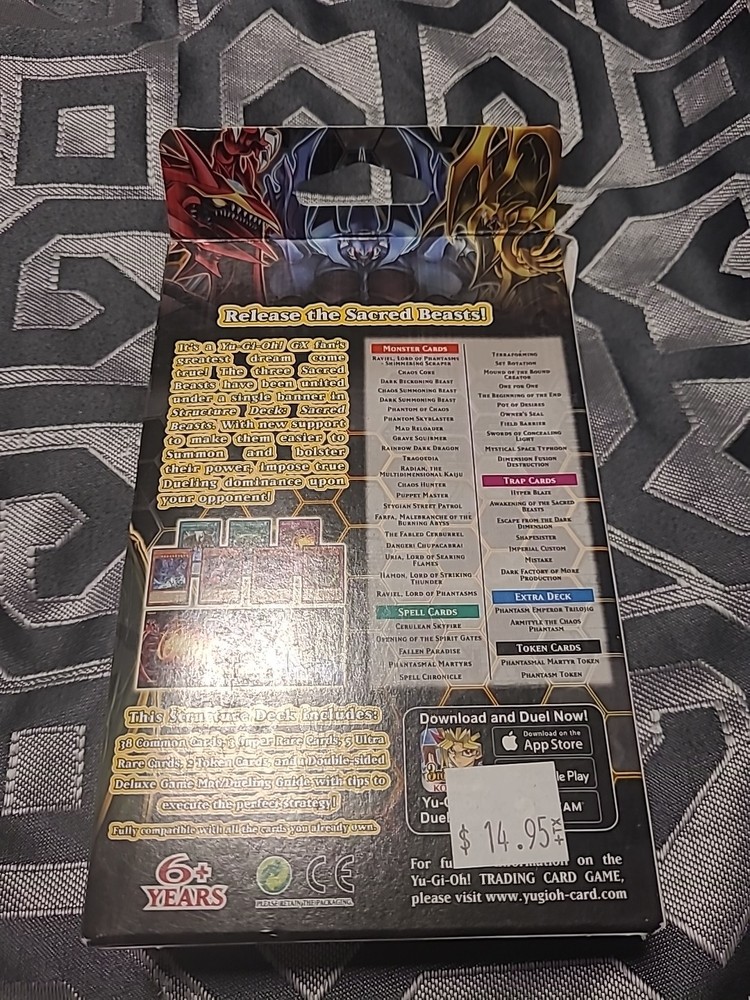 Release the Sacred Beasts!
It's a Yu-Gi-Oh! GX fan's
greatest dream come
true! The three Sacred
Beasts have been united
under a single banner in
Structure Deck: Sacred
Beasts. With new support
to make them easier to
Summon and bolster
their power, impose true
Dueling dominance upon
your opponent!
Monster Cards
Raviel, Lord of Phantasms
- Shimmering Scraper
Chaos Core
Dark Beckoning Beast
Chaos Summoning Beast
Dark Summoning Beast
Phantom of Chaos
Phantom Skyblaster
Mad Reloader
Grave Squirmer
Rainbow Dark Dragon
Tragoedia
Radian, the
Multidimensional Kaiju
Chaos Hunter
Puppet Master
Stygian Street Patrol
Farfa, Malebranche of the
Burning Abyss
The Fabled Cerburrel
Danger! Chupacabra!
Uria, Lord of Searing
Flames
Hamon, Lord of Striking
Thunder
Raviel, Lord of Phantasms
Spell Cards
Cerulean Skyfire
Opening of the Spirit Gates
Fallen Paradise
Phantasmal Martyrs
Spell Chronicle
Terraforming
Set Rotation
Mound of the Bound
Creator
One for One
The Beginning of the End
Pot of Desires
Owner's Seal
Field Barrier
Swords of Concealing
Light
Mystical Space Typhoon
Dimension Fusion
Destruction
Trap Cards
Hyper Blaze
Awakening of the Sacred
Beasts
Escape from the Dark
Dimension
Shapesister
Imperial Custom
Mistake
Dark Factory of More
Production
Extra Deck
Phantasm Emperor Trilojig
Armityle the Chaos
Phantasm
Token Cards
Phantasmal Martyr Token
Phantasm Token
This Structure Deck Includes:
38 Common Cards, 3 Super Rare Cards, 5 Ultra
Rare Cards, 2 Token Cards, and a Double-sided
Deluxe Game Mat/Dueling Guide with tips to
execute the perfect strategy!
Fully compatible with all the cards you already own.
6+
YEARS
PLEASE RETAIN THE PACKAGING.
CE
Download and Duel Now!
Download on the
App Store
le Play
Yu-G
Duel
AM
$ 14.95 +TX
For fu on the
Yu-Gi-Oh! TRADING CARD GAME,
please visit www.yugioh-card.com